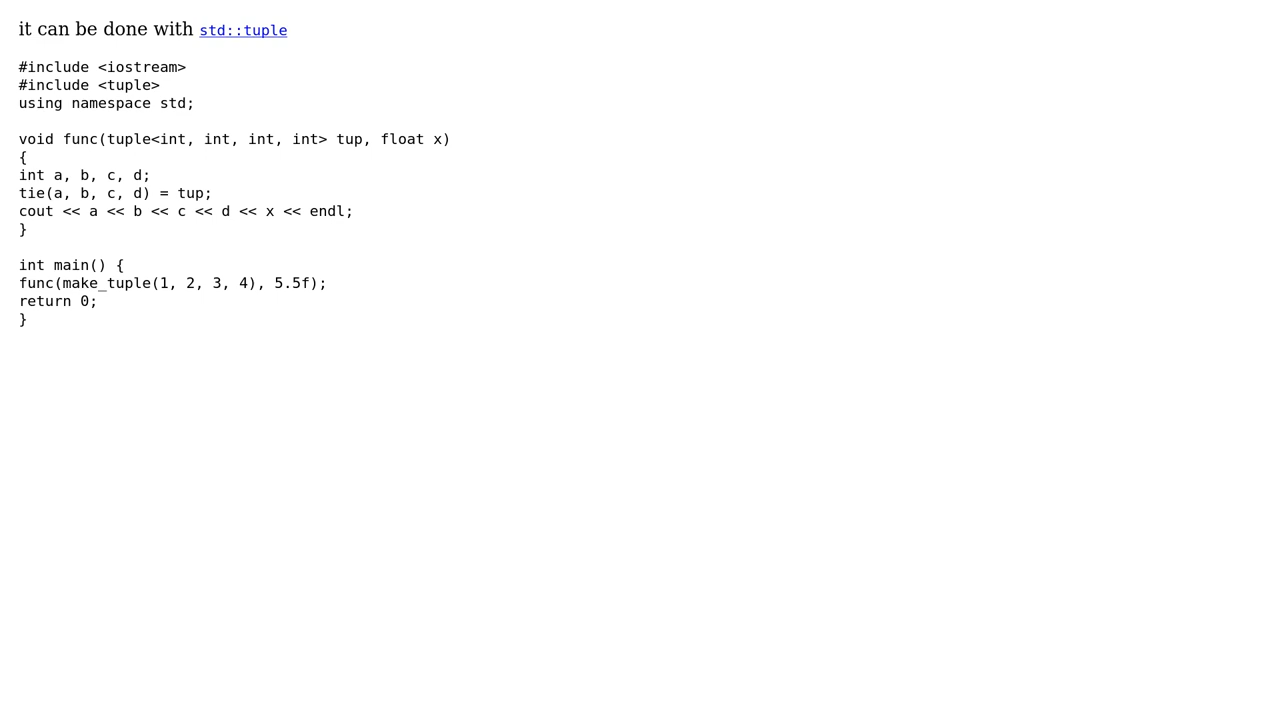 it can be done with std::tuple
#include <iostream>
#include <tuple>
using namespace std;
void func(tuple<int, int, int, int> tup, float x)
{
int a, b, c, d;
tie(a, b, c, d) = tup;
cout << a << b << c << d << x << endl;
}
int main() {
func(make_tuple(1, 2, 3, 4), 5.5f);
return 0;
}